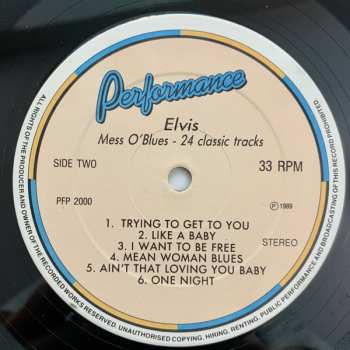 Performance
Elvis
Mess O'Blues - 24 classic tracks
SIDE TWO
33 RPM
PFP 2000
℗ 1989
STEREO
1. TRYING TO GET TO YOU
2. LIKE A BABY
3. I WANT TO BE FREE
4. MEAN WOMAN BLUES
5. AIN'T THAT LOVING YOU BABY
6. ONE NIGHT
ALL RIGHTS OF THE PRODUCER AND OWNER OF THE RECORDED WORKS RESERVED. UNAUTHORISED COPYING, HIRING, RENTING, PUBLIC PERFORMANCE AND BROADCASTING OF THIS RECORD PROHIBITED.